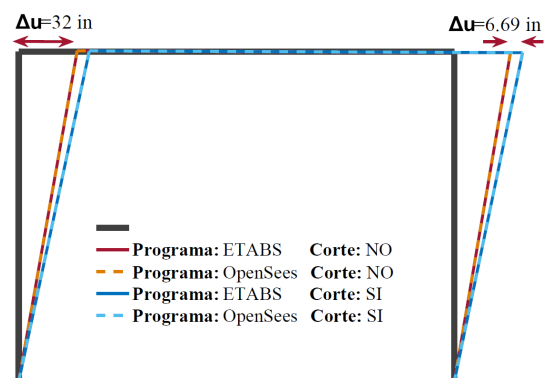 Δu=32 in
Δu=6.69 in
Programa: ETABS Corte: NO
Programa: OpenSees Corte: NO
Programa: ETABS Corte: SI
Programa: OpenSees Corte: SI